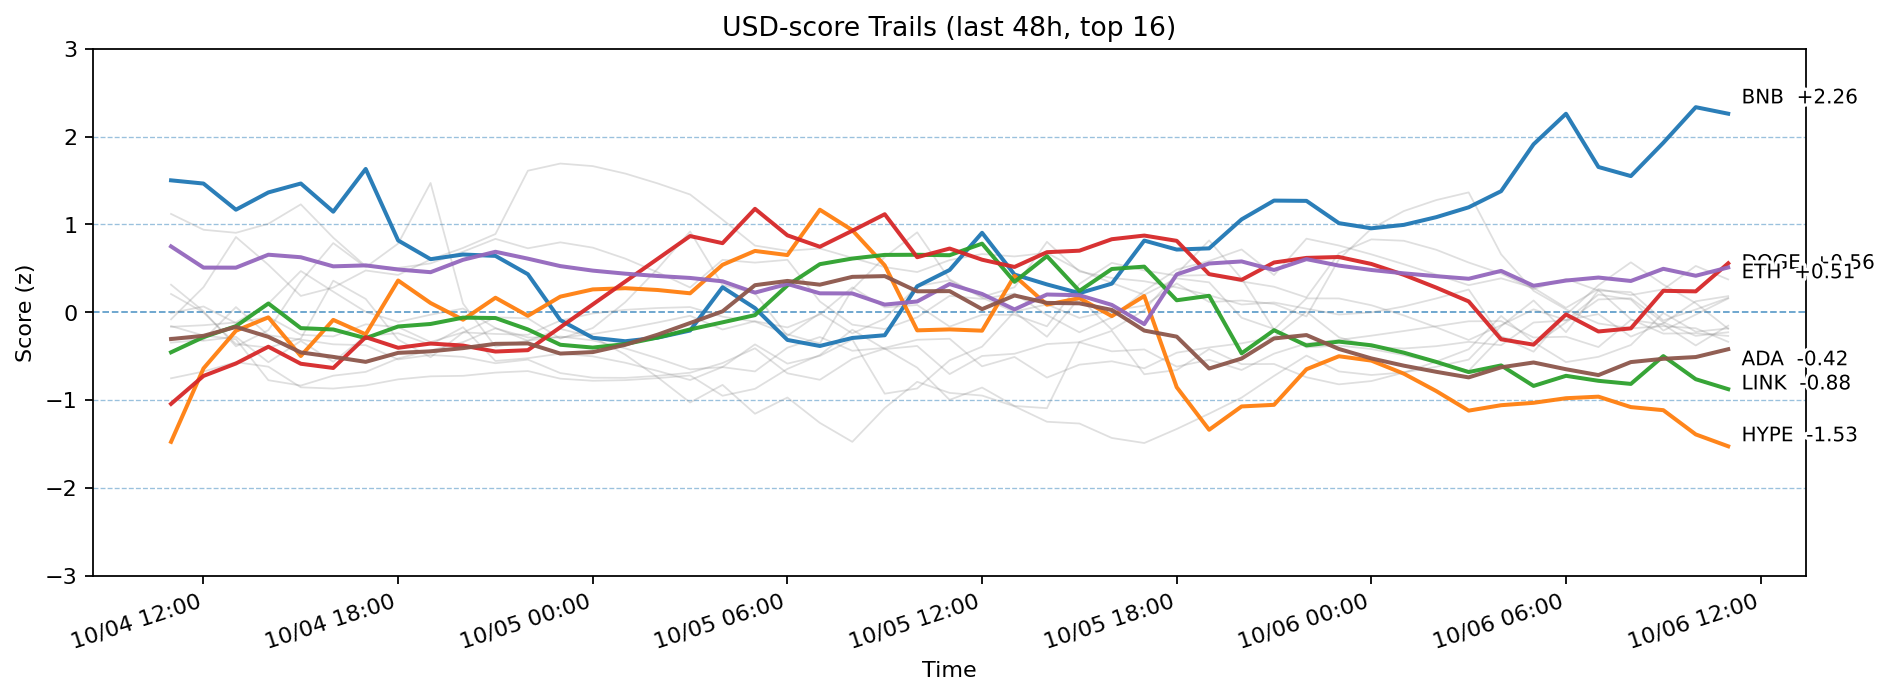 USD-score Trails (last 48h, top 16)
3
2
1
0
−1
−2
−3
Score (z)
BNB +2.26
DOGE +0.56
ETH +0.51
ADA -0.42
LINK -0.88
HYPE -1.53
10/04 12:00
10/04 18:00
10/05 00:00
10/05 06:00
10/05 12:00
10/05 18:00
10/06 00:00
10/06 06:00
10/06 12:00
Time